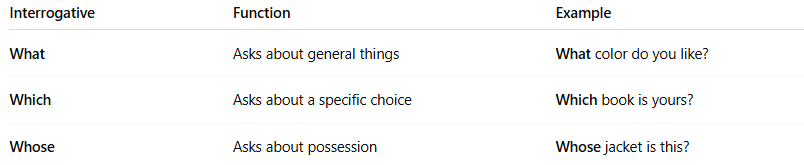 Interrogative Function Example
What Asks about general things What color do you like?
Which Asks about a specific choice Which book is yours?
Whose Asks about possession Whose jacket is this?